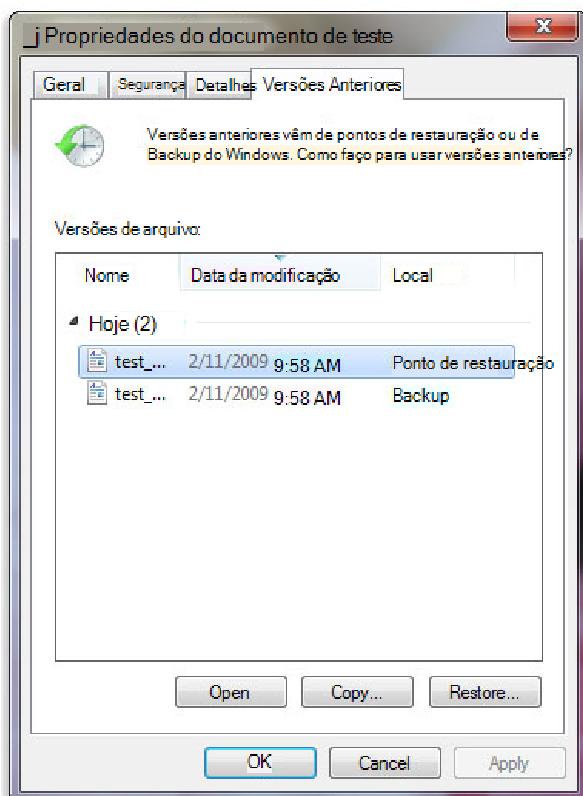 _j Propriedades do documento de teste
x
Geral Segurança Detalhes Versões Anteriores
Versões anteriores vêm de pontos de restauração ou de
Backup do Windows. Como faço para usar versões anteriores?
Versões de arquivo:
Nome Data da modificação Local
Hoje (2)
test_... 2/11/2009 9:58 AM Ponto de restauração
test_... 2/11/2009 9:58 AM Backup
Open Copy... Restore...
OK Cancel Apply